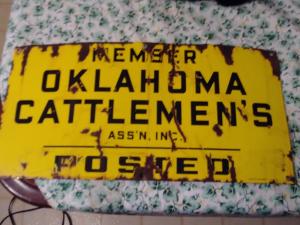 MEMBER
OKLAHOMA
CATTLEMEN'S
ASS'N, INC.
POSTED